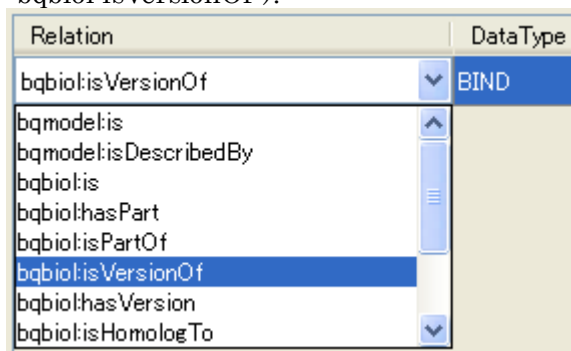 bqbiol:isVersionOf ).
Relation DataType
bqbiol:isVersionOf BIND
bqmodel:is
bqmodel:isDescribedBy
bqbiol:is
bqbiol:hasPart
bqbiol:isPartOf
bqbiol:isVersionOf
bqbiol:hasVersion
bqbiol:isHomologTo